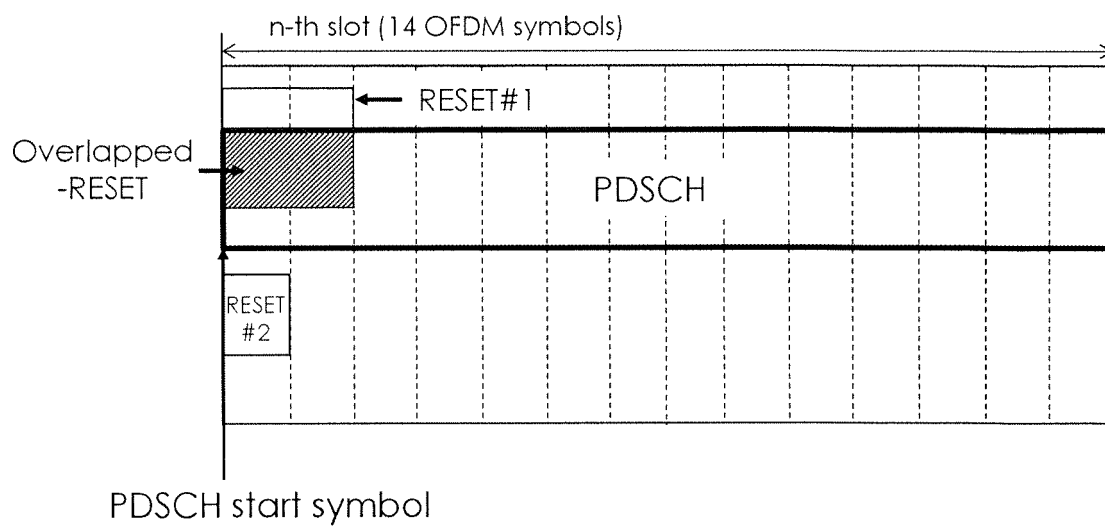 n-th slot (14 OFDM symbols)
RESET#1
Overlapped
-RESET
PDSCH
RESET
#2
PDSCH start symbol